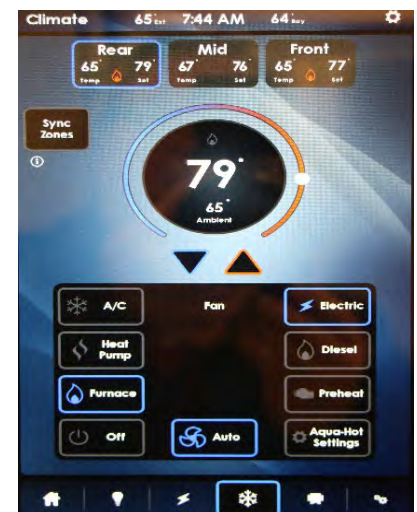 Climate 65 Ext 7:44 AM 64 Bay
Rear Mid Front
65° 79° 67° 76° 65° 77°
Temp Set Temp Set Temp Set
Sync
Zones
79°
65°
Ambient
A/C
Fan
Electric
Heat
Pump
Diesel
Furnace
Preheat
Off
Auto
Aqua-Hot
Settings